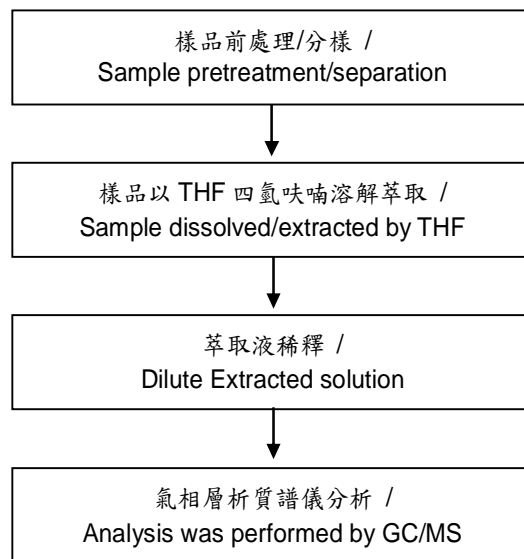 樣品前處理/分樣 /
Sample pretreatment/separation
樣品以 THF 四氫呋喃溶解萃取 /
Sample dissolved/extracted by THF
萃取液稀釋 /
Dilute Extracted solution
氣相層析質譜儀分析 /
Analysis was performed by GC/MS